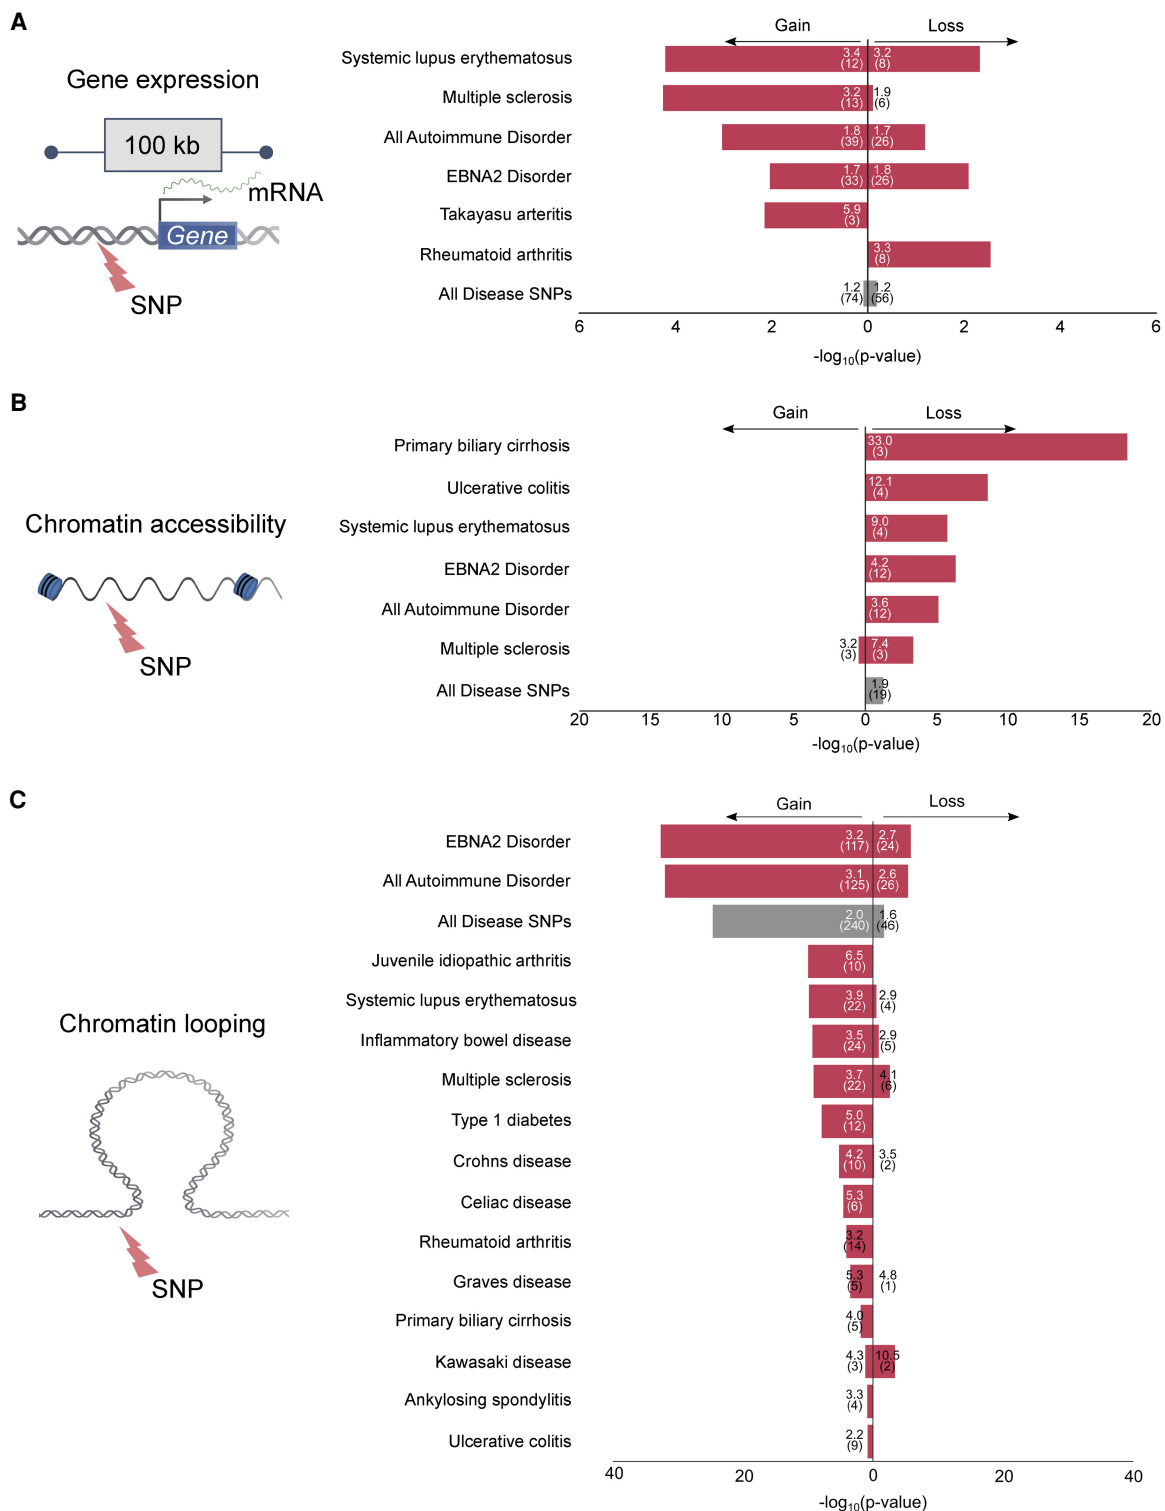 A
Gene expression
100 kb
mRNA
Gene
SNP
Gain
Loss
Systemic lupus erythematosus
3.4
(12)
3.2
(8)
Multiple sclerosis
3.2
(13)
1.9
(6)
All Autoimmune Disorder
1.8
(39)
1.7
(26)
EBNA2 Disorder
1.7
(33)
1.8
(26)
Takayasu arteritis
5.9
(3)
Rheumatoid arthritis
3.3
(8)
All Disease SNPs
1.2
(74)
1.2
(56)
6 4 2 0 2 4 6
-log10(p-value)
B
Chromatin accessibility
SNP
Gain
Loss
Primary biliary cirrhosis
33.0
(3)
Ulcerative colitis
12.1
(4)
Systemic lupus erythematosus
9.0
(4)
EBNA2 Disorder
4.2
(12)
All Autoimmune Disorder
3.6
(12)
Multiple sclerosis
3.2
(3)
7.4
(3)
All Disease SNPs
1.9
(19)
20 15 10 5 0 5 10 15 20
-log10(p-value)
C
Chromatin looping
SNP
Gain
Loss
EBNA2 Disorder
3.2
(117)
2.7
(24)
All Autoimmune Disorder
3.1
(125)
2.6
(26)
All Disease SNPs
2.0
(240)
1.6
(46)
Juvenile idiopathic arthritis
6.5
(10)
Systemic lupus erythematosus
3.9
(22)
2.9
(4)
Inflammatory bowel disease
3.5
(24)
2.9
(5)
Multiple sclerosis
3.7
(22)
4.1
(6)
Type 1 diabetes
5.0
(12)
Crohns disease
4.2
(10)
3.5
(2)
Celiac disease
5.3
(6)
Rheumatoid arthritis
3.2
(14)
Graves disease
5.3
(5)
4.8
(1)
Primary biliary cirrhosis
4.0
(5)
Kawasaki disease
4.3
(3)
10.5
(2)
Ankylosing spondylitis
3.3
(4)
Ulcerative colitis
2.2
(9)
40 20 0 20 40
-log10(p-value)